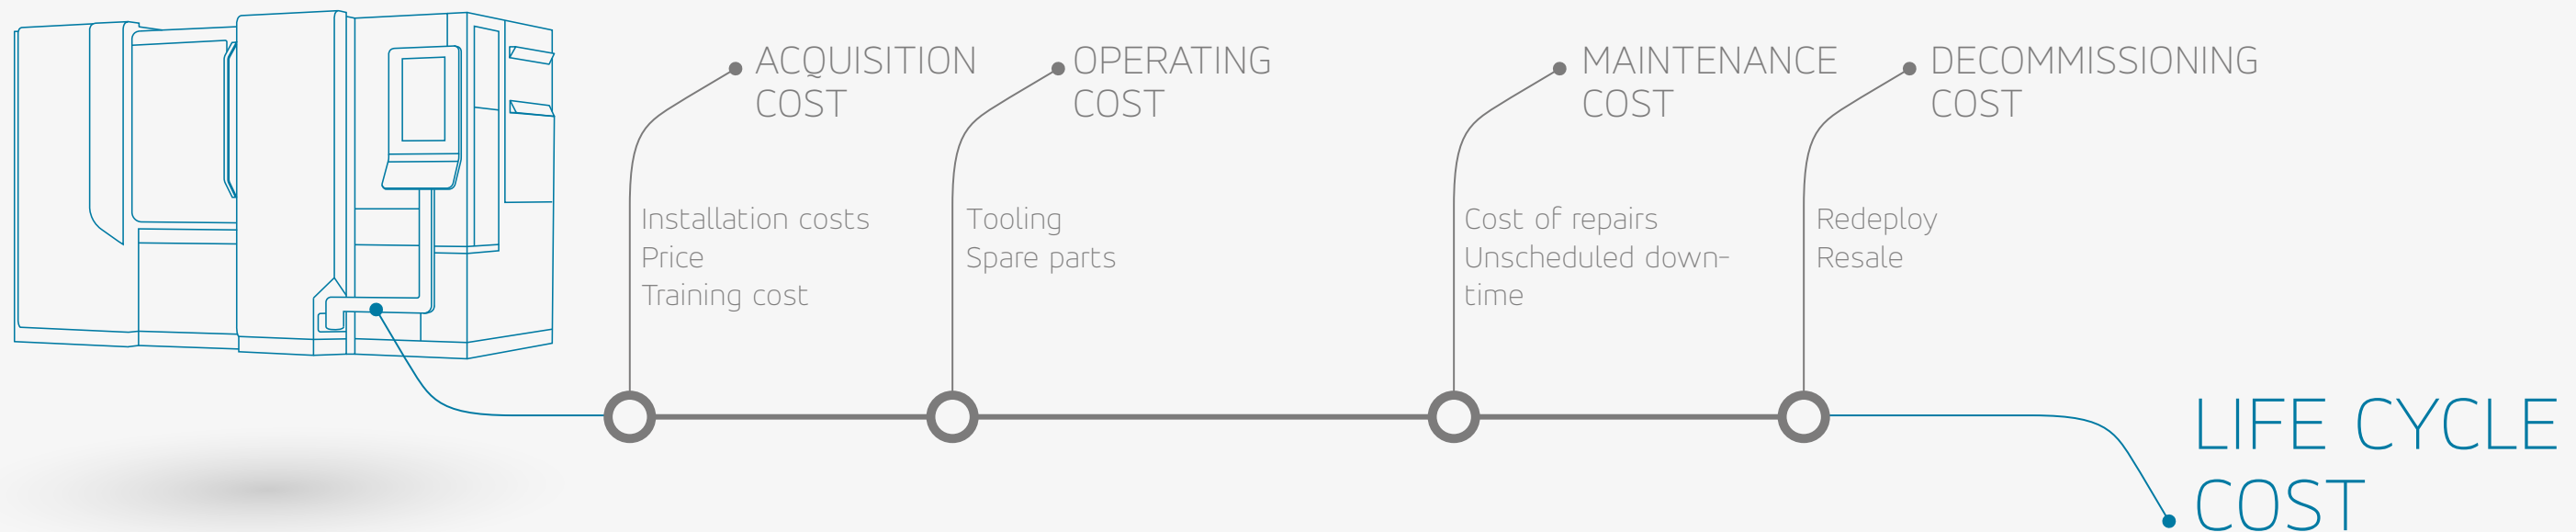 ACQUISITION
COST
OPERATING
COST
MAINTENANCE
COST
DECOMMISSIONING
COST
Installation costs
Price
Training cost
Tooling
Spare parts
Cost of repairs
Unscheduled down-
time
Redeploy
Resale
LIFE CYCLE
COST